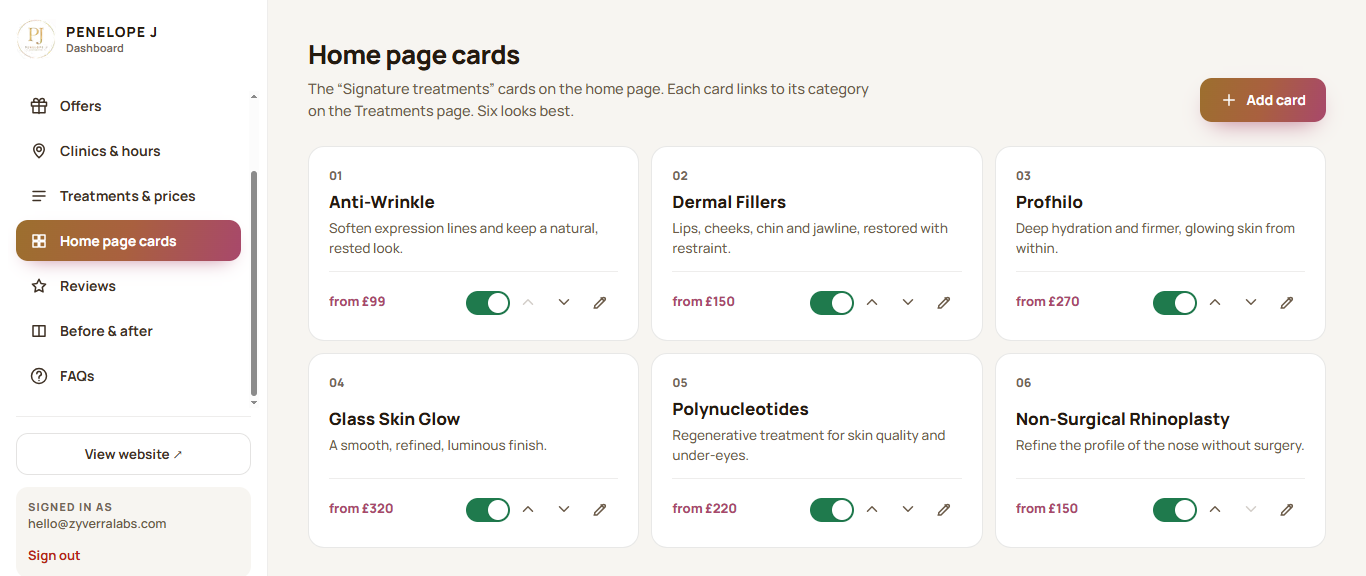 PJ
PENELOPE J
Dashboard
Offers
Clinics & hours
Treatments & prices
Home page cards
Reviews
Before & after
FAQs
View website ↗
SIGNED IN AS
hello@zyverralabs.com
Sign out
Home page cards
The “Signature treatments” cards on the home page. Each card links to its category
on the Treatments page. Six looks best.
+ Add card
01
Anti-Wrinkle
Soften expression lines and keep a natural,
rested look.
from £99
02
Dermal Fillers
Lips, cheeks, chin and jawline, restored with
restraint.
from £150
03
Profhilo
Deep hydration and firmer, glowing skin from
within.
from £270
04
Glass Skin Glow
A smooth, refined, luminous finish.
from £320
05
Polynucleotides
Regenerative treatment for skin quality and
under-eyes.
from £220
06
Non-Surgical Rhinoplasty
Refine the profile of the nose without surgery.
from £150